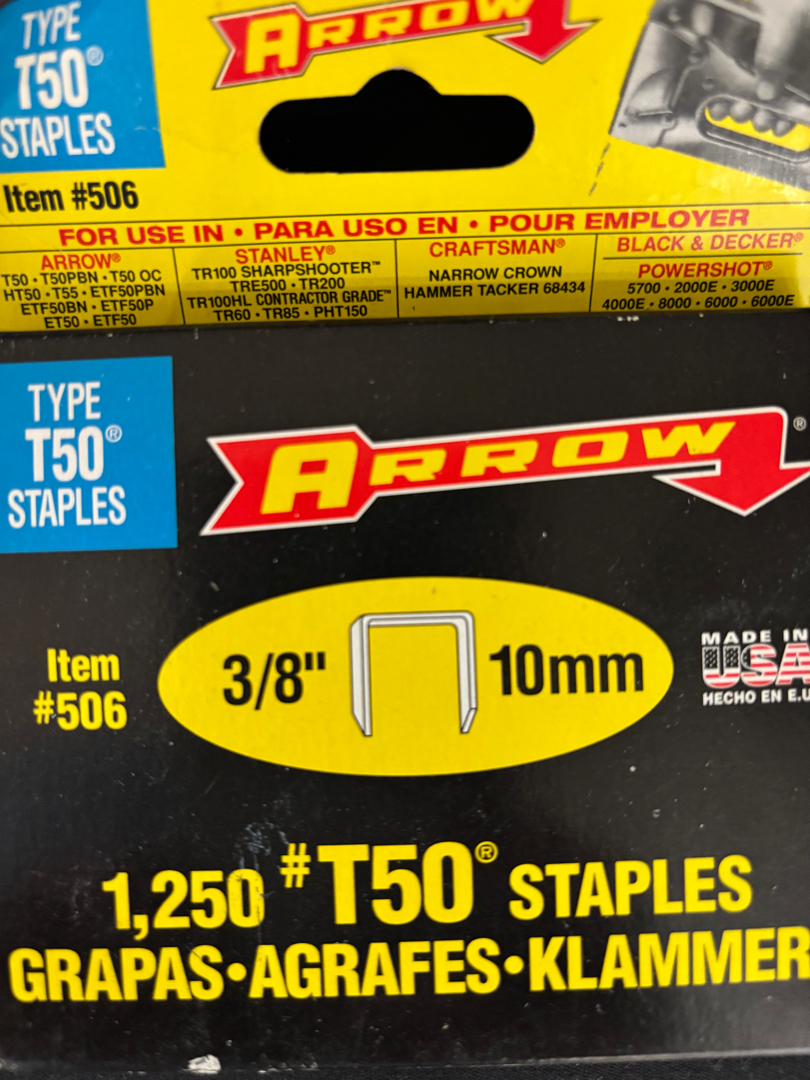 TYPE
T50®
STAPLES
ARROW
Item #506
FOR USE IN • PARA USO EN • POUR EMPLOYER
ARROW®
T50 • T50PBN • T50 OC
HT50 • T55 • ETF50PBN
ETF50BN • ETF50P
ET50 • ETF50
STANLEY®
TR100 SHARPSHOOTER™
TRE500 • TR200
TR100HL CONTRACTOR GRADE™
TR60 • TR85 • PHT150
CRAFTSMAN®
NARROW CROWN
HAMMER TACKER 68434
BLACK & DECKER®
POWERSHOT®
5700 • 2000E • 3000E
4000E • 8000 • 6000 • 6000E
TYPE
T50®
STAPLES
ARROW®
Item
#506
3/8" 10mm
MADE IN
USA
HECHO EN E.U
1,250 #T50® STAPLES
GRAPAS•AGRAFES•KLAMMER